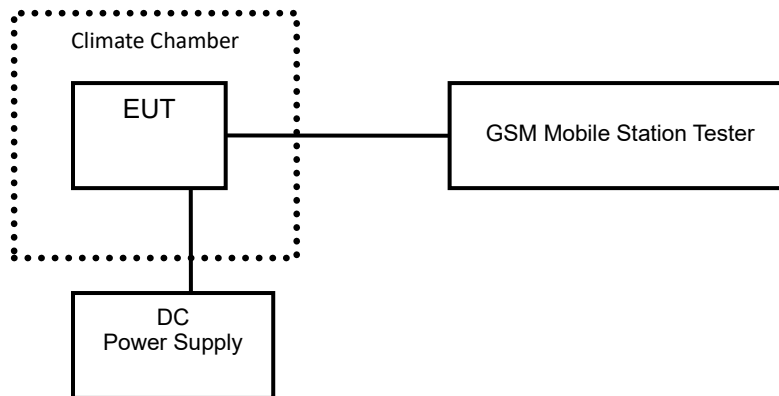 Climate Chamber
EUT
GSM Mobile Station Tester
DC
Power Supply